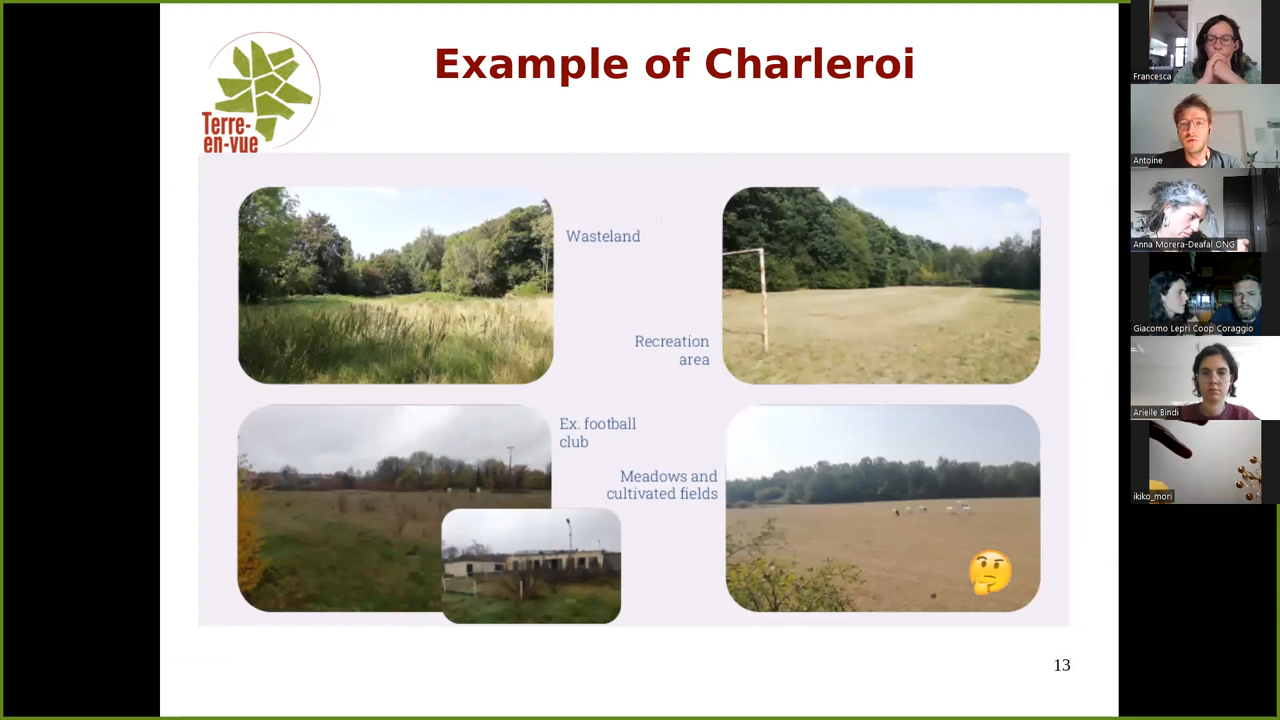 Example of Charleroi
Terre-
en-vue
Wasteland
Recreation
area
Ex. football
club
Meadows and
cultivated fields
13
Francesca
Antoine
Anna Morera-Deafal ONG
Giacomo Lepri Coop Coraggio
Arielle Bindi
ikiko_mori